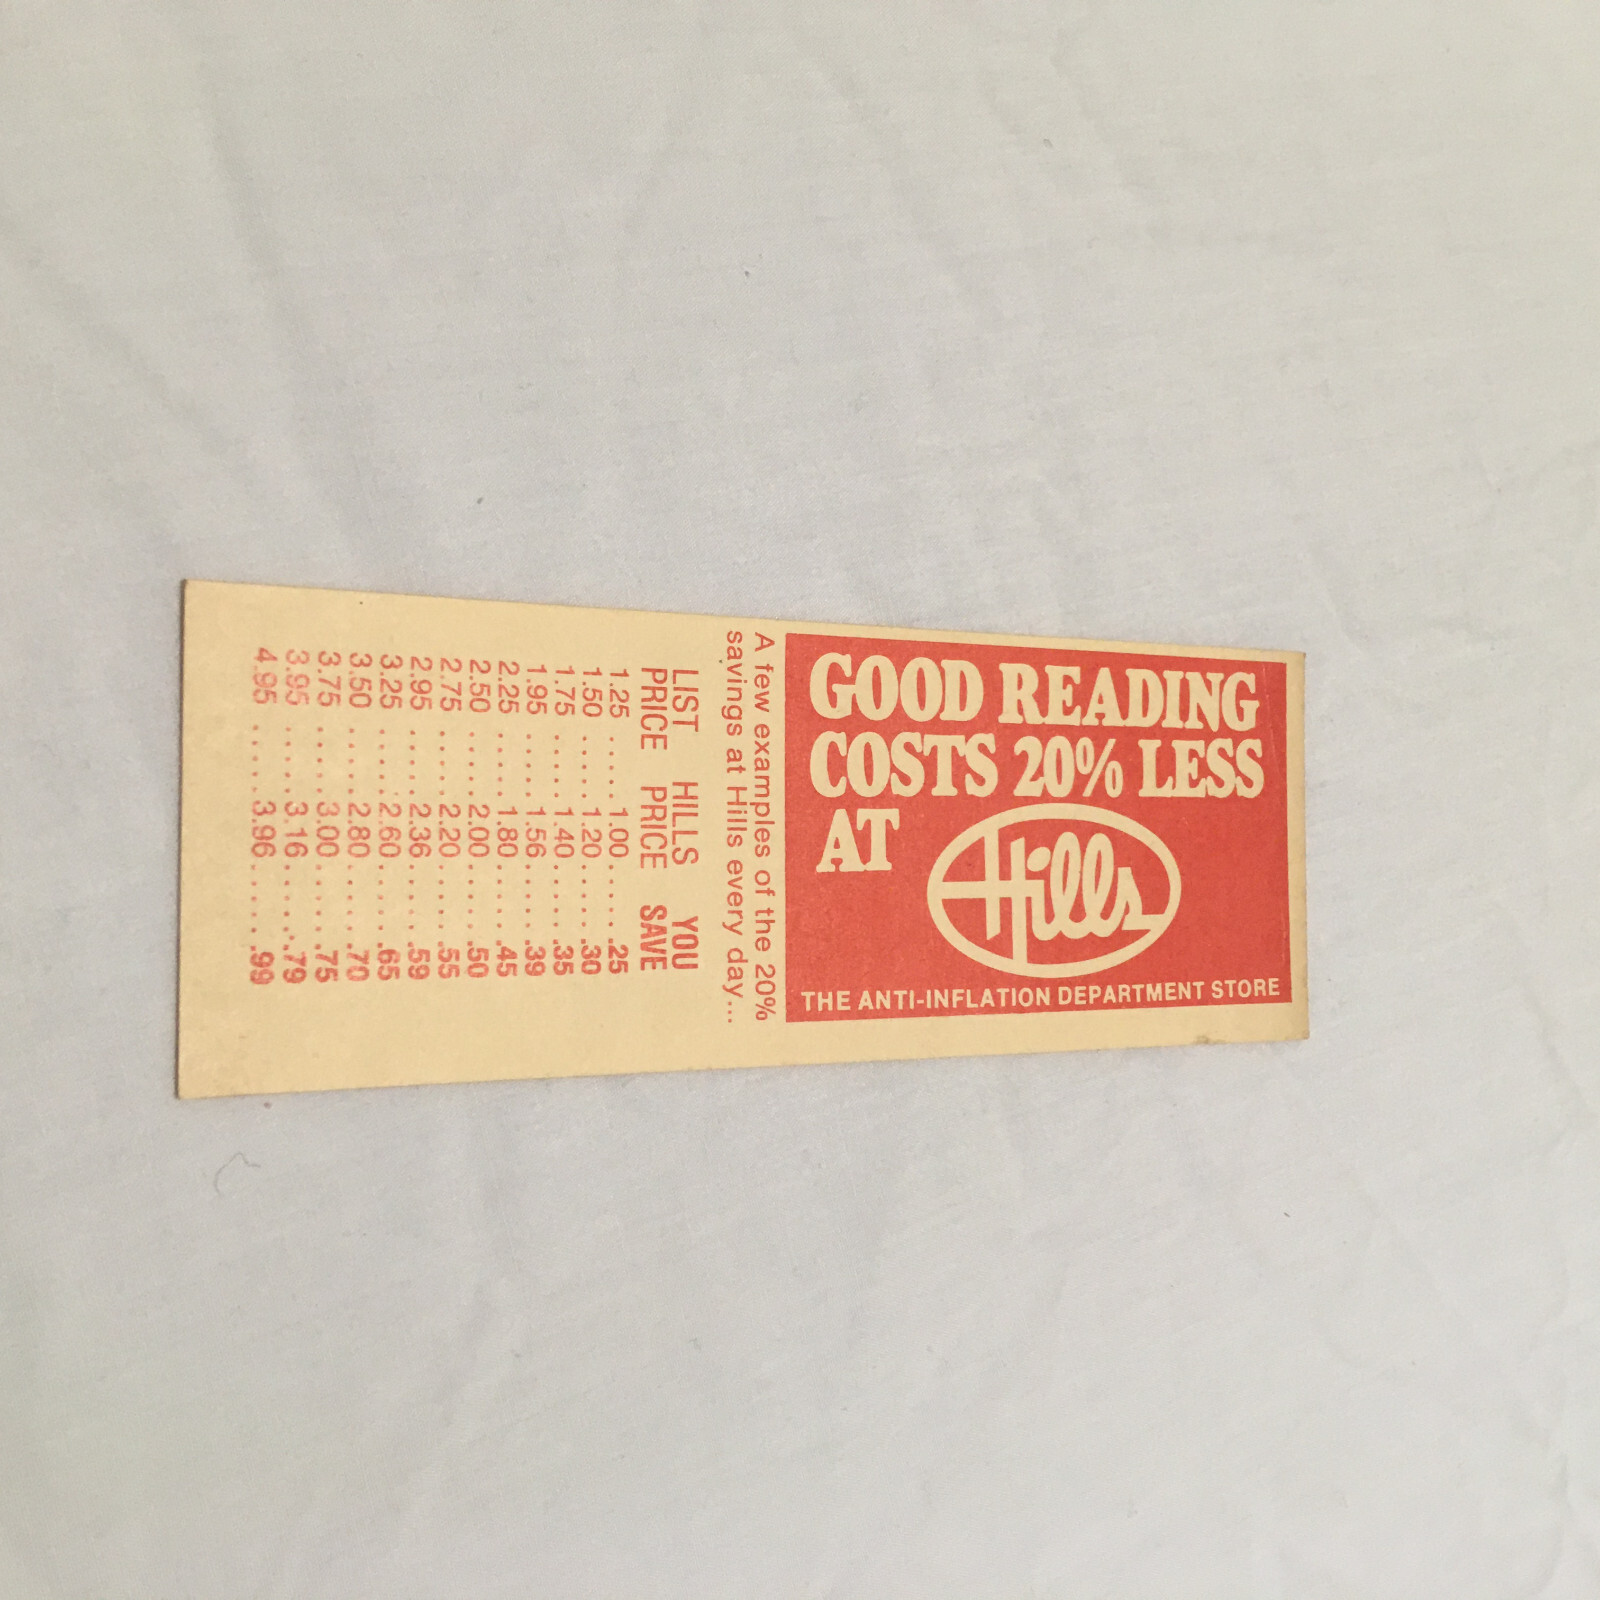 GOOD READING
COSTS 20% LESS
AT Hills
THE ANTI-INFLATION DEPARTMENT STORE
A few examples of the 20%
savings at Hills every day...
LIST HILLS YOU
PRICE PRICE SAVE
1.25 ..... 1.00 ..... .25
1.50 ..... 1.20 ..... .30
1.75 ..... 1.40 ..... .35
1.95 ..... 1.56 ..... .39
2.25 ..... 1.80 ..... .45
2.50 ..... 2.00 ..... .50
2.75 ..... 2.20 ..... .55
2.95 ..... 2.36 ..... .59
3.25 ..... 2.60 ..... .65
3.50 ..... 2.80 ..... .70
3.75 ..... 3.00 ..... .75
3.95 ..... 3.16 ..... .79
4.95 ..... 3.96 ..... .99